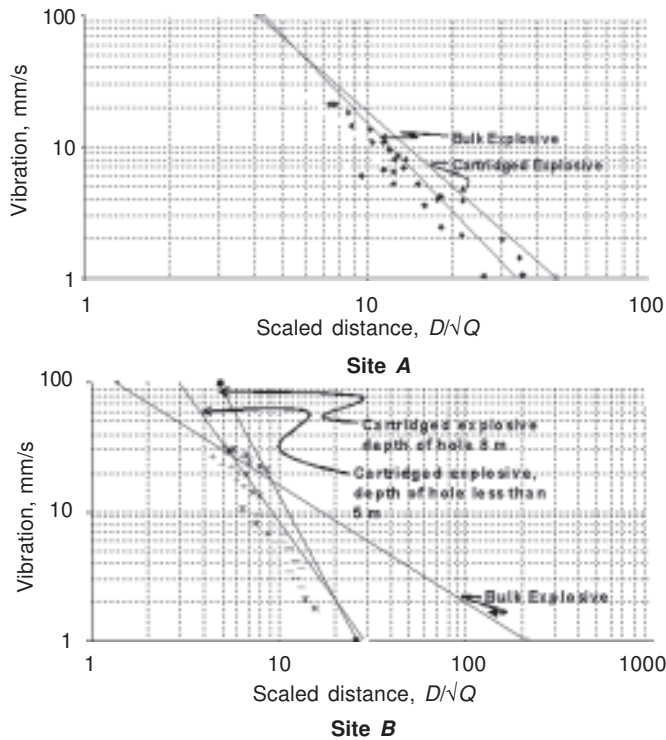 100
10
1
Vibration, mm/s
Bulk Explosive
Cartridged Explosive
1
10
100
Scaled distance, D/√Q
Site A
100
10
1
Vibration, mm/s
Cartridged explosive
depth of hole 8 m
Cartridged explosive,
depth of hole less than
5 m
Bulk Explosive
1
10
100
1000
Scaled distance, D/√Q
Site B